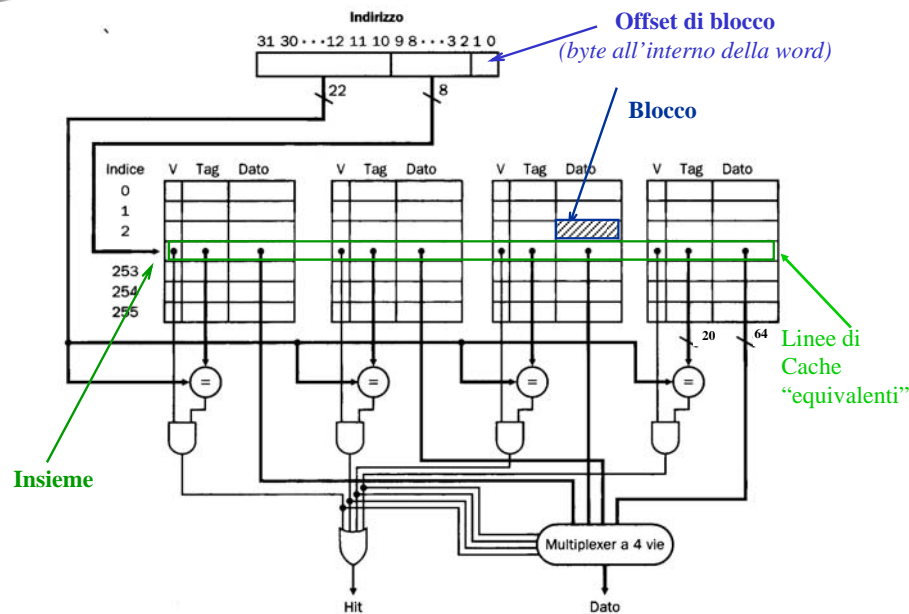 Indirizzo
Offset di blocco
(byte all'interno della word)
31 30 ··· 12 11 10 9 8 ··· 3 2 1 0
22
8
Blocco
Indice V Tag Dato V Tag Dato V Tag Dato V Tag Dato
0
1
2
253
254
255
20
64
Linee di
Cache
“equivalenti”
= = = =
Insieme
Multiplexer a 4 vie
Hit
Dato